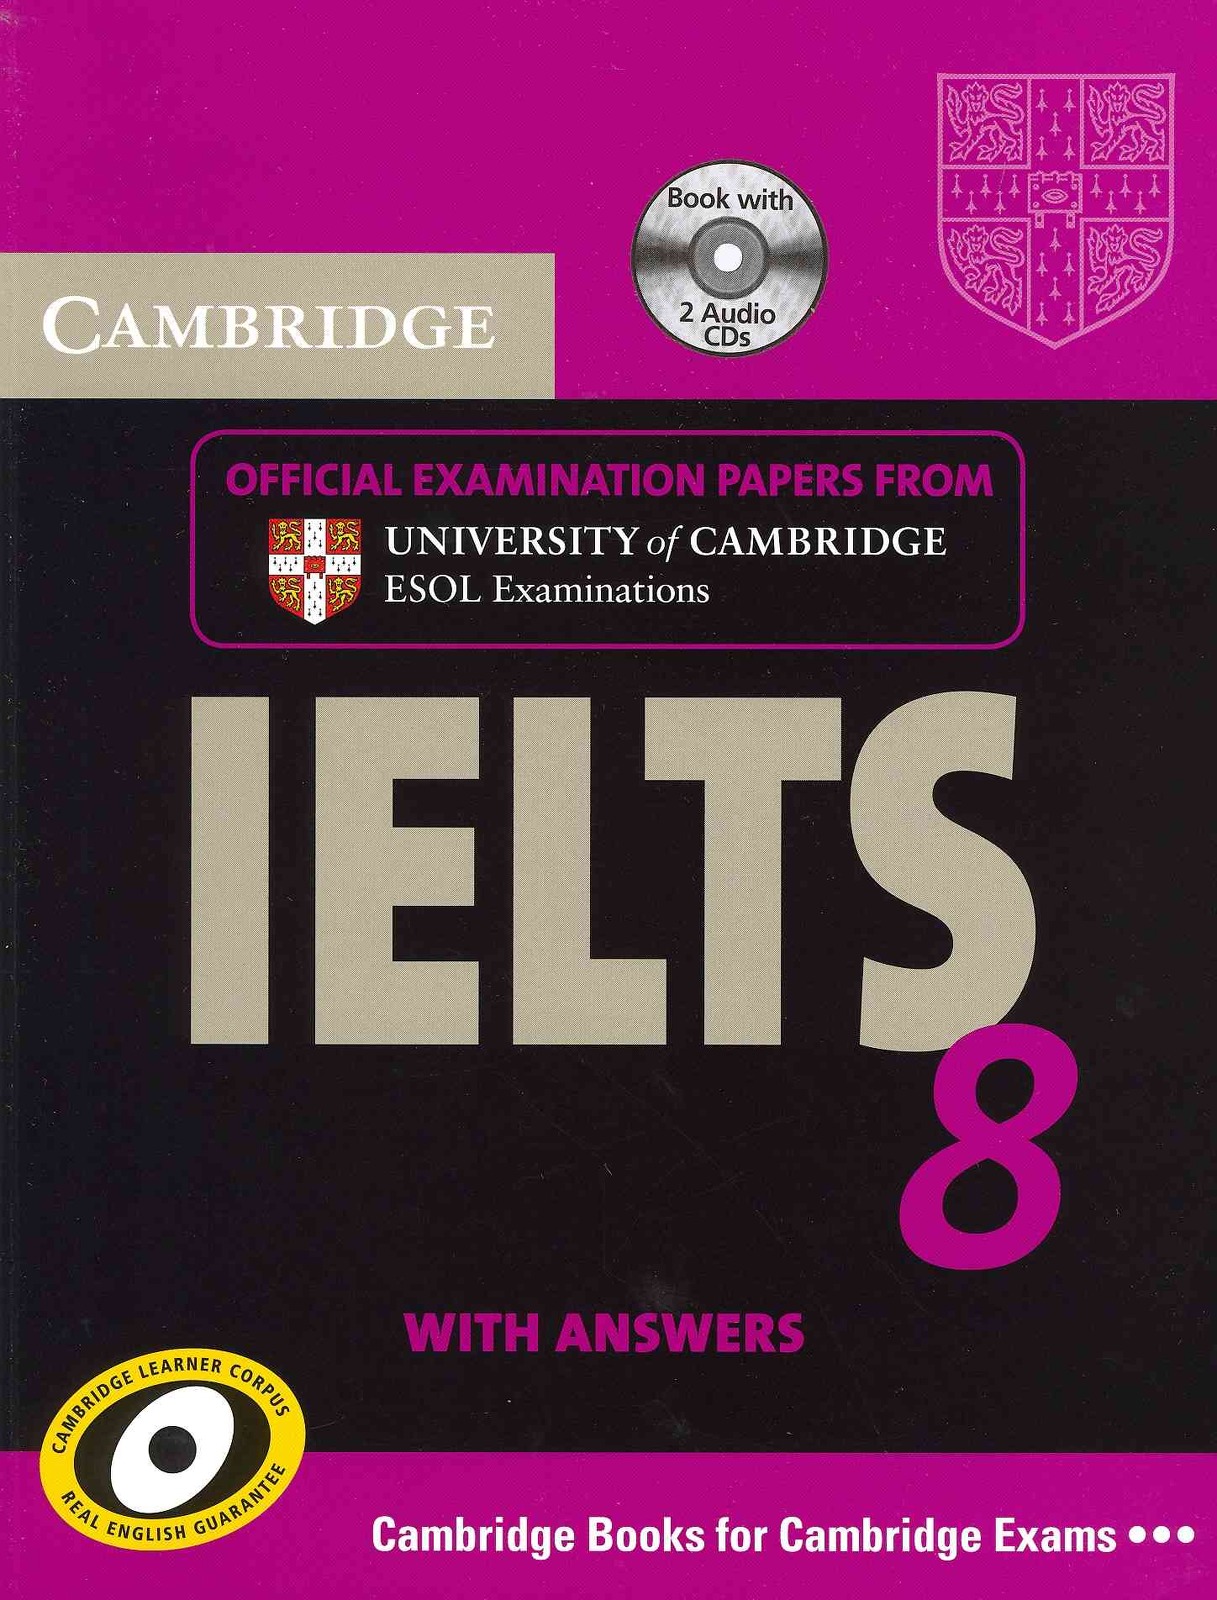 Book with
2 Audio
CDs
CAMBRIDGE
OFFICIAL EXAMINATION PAPERS FROM
UNIVERSITY of CAMBRIDGE
ESOL Examinations
IELTS
8
WITH ANSWERS
CAMBRIDGE LEARNER CORPUS
REAL ENGLISH GUARANTEE
Cambridge Books for Cambridge Exams •••